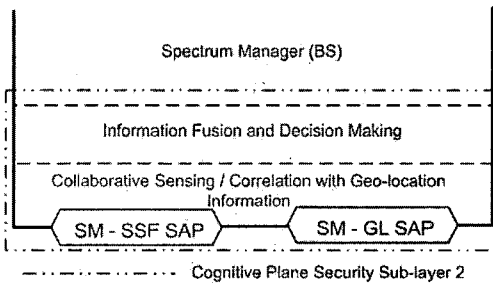 Spectrum Manager (BS)
Information Fusion and Decision Making
Collaborative Sensing / Correlation with Geo-location
Information
SM - SSF SAP
SM - GL SAP
Cognitive Plane Security Sub-layer 2